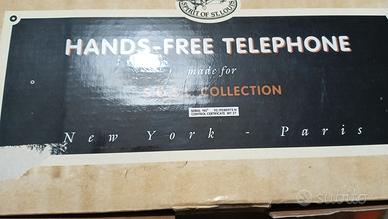 SPIRIT OF ST. LOUIS
HANDS-FREE TELEPHONE
made for
S.O.S.L. COLLECTION
New York - Paris
subito